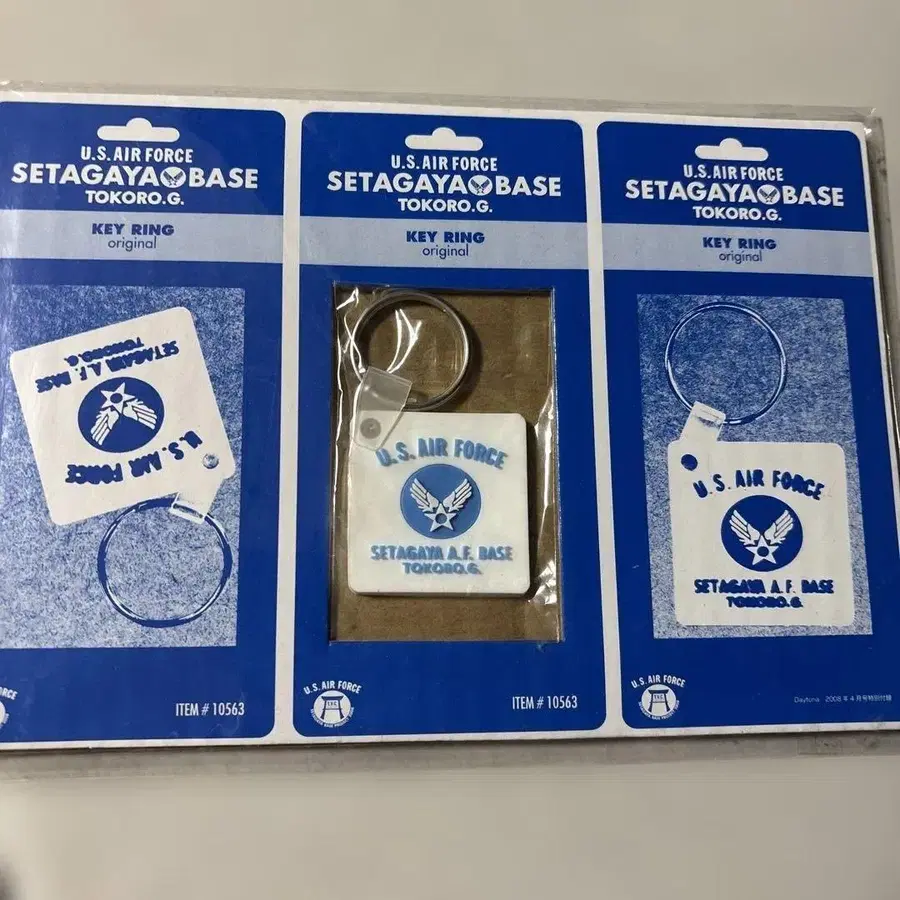 U.S. AIR FORCE
SETAGAYA BASE
TOKORO.G.
KEY RING
original
SETAGAYA A.F. BASE
TOKORO.G.
U.S. AIR FORCE
U.S. AIR FORCE
ITEM # 10563
U.S. AIR FORCE
SETAGAYA BASE
TOKORO.G.
KEY RING
original
U.S. AIR FORCE
SETAGAYA A.F. BASE
TOKORO.G.
U.S. AIR FORCE
ITEM # 10563
U.S. AIR FORCE
SETAGAYA BASE
TOKORO.G.
KEY RING
original
U.S. AIR FORCE
SETAGAYA A.F. BASE
TOKORO.G.
U.S. AIR FORCE
Daytona 2008年4月号特別付録